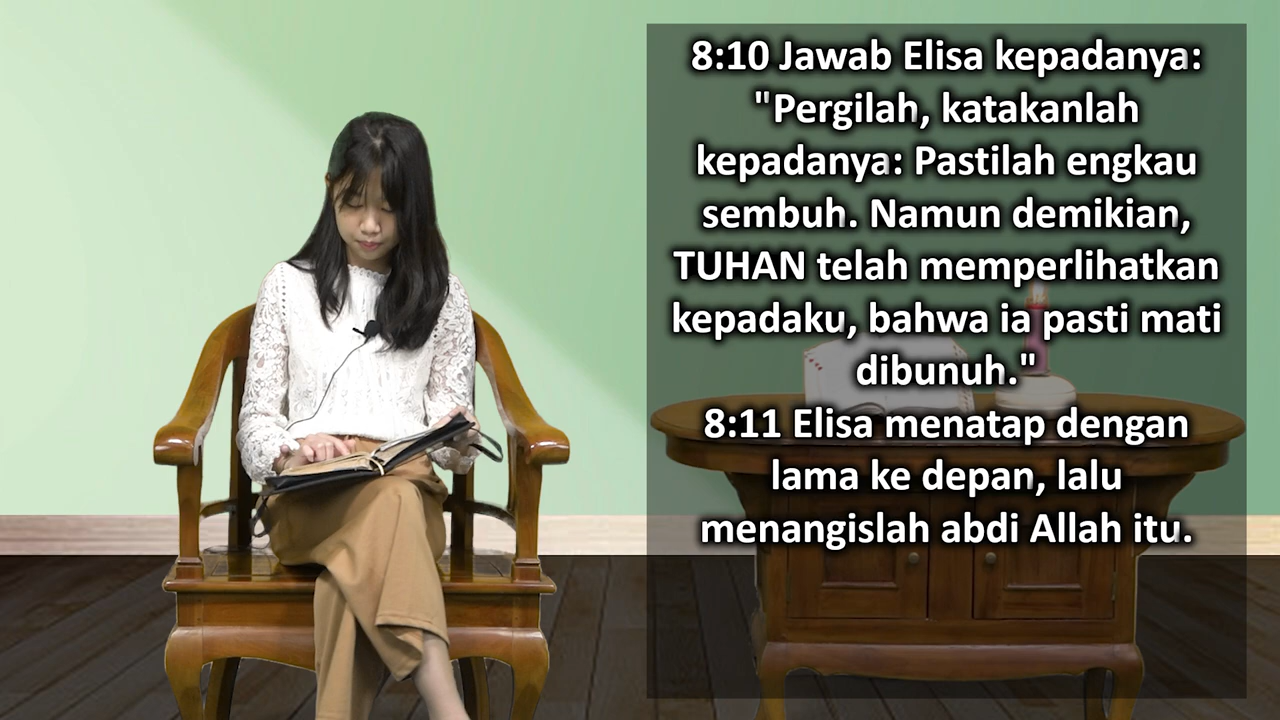 8:10 Jawab Elisa kepadanya:
"Pergilah, katakanlah
kepadanya: Pastilah engkau
sembuh. Namun demikian,
TUHAN telah memperlihatkan
kepadaku, bahwa ia pasti mati
dibunuh."
8:11 Elisa menatap dengan
lama ke depan, lalu
menangislah abdi Allah itu.